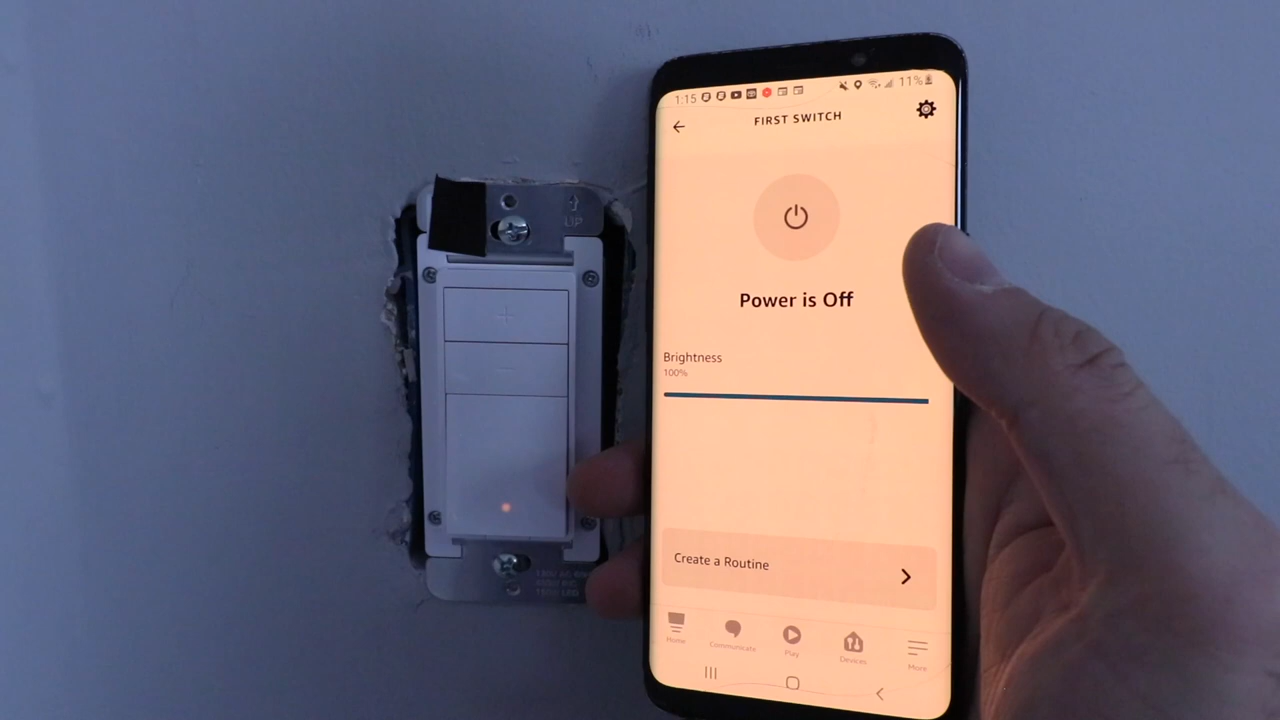 1:15
11%
FIRST SWITCH
Power is Off
Brightness
100%
Create a Routine
Home
Communicate
Play
Devices
More
UP
+
−